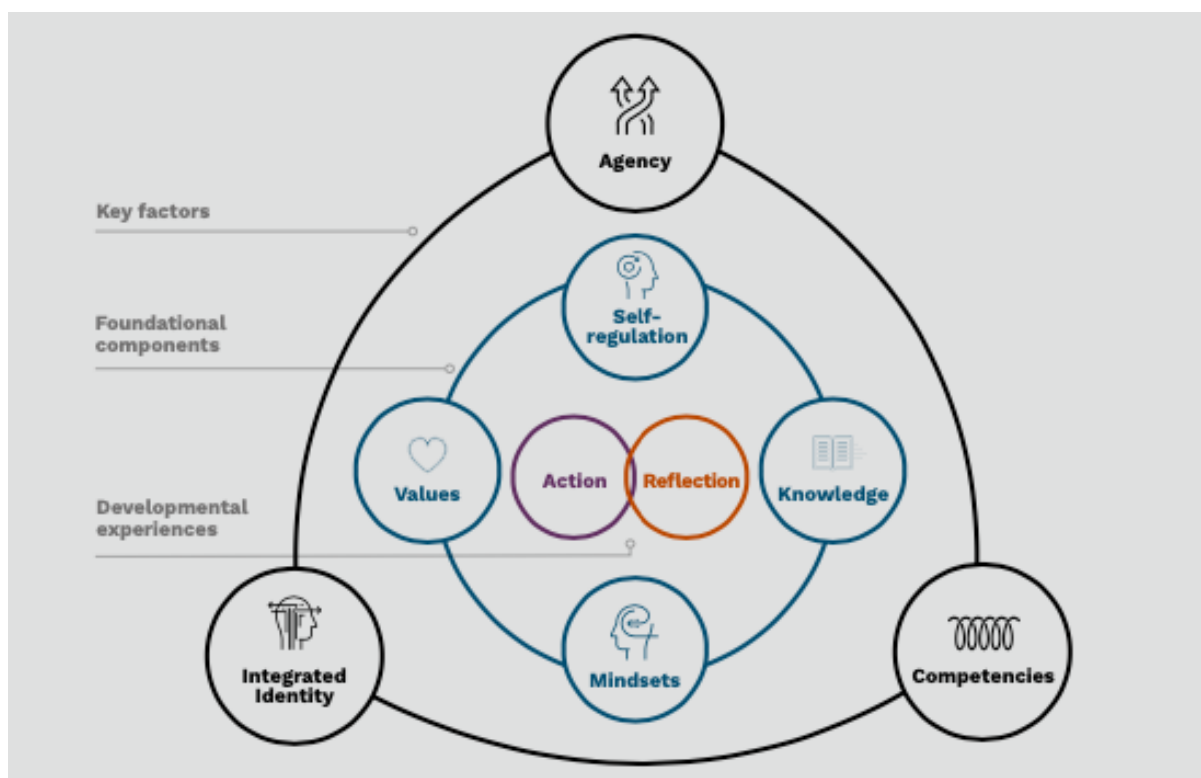 Agency
Key factors
Self-
regulation
Foundational
components
Values
Action
Reflection
Knowledge
Developmental
experiences
Mindsets
Integrated
Identity
Competencies